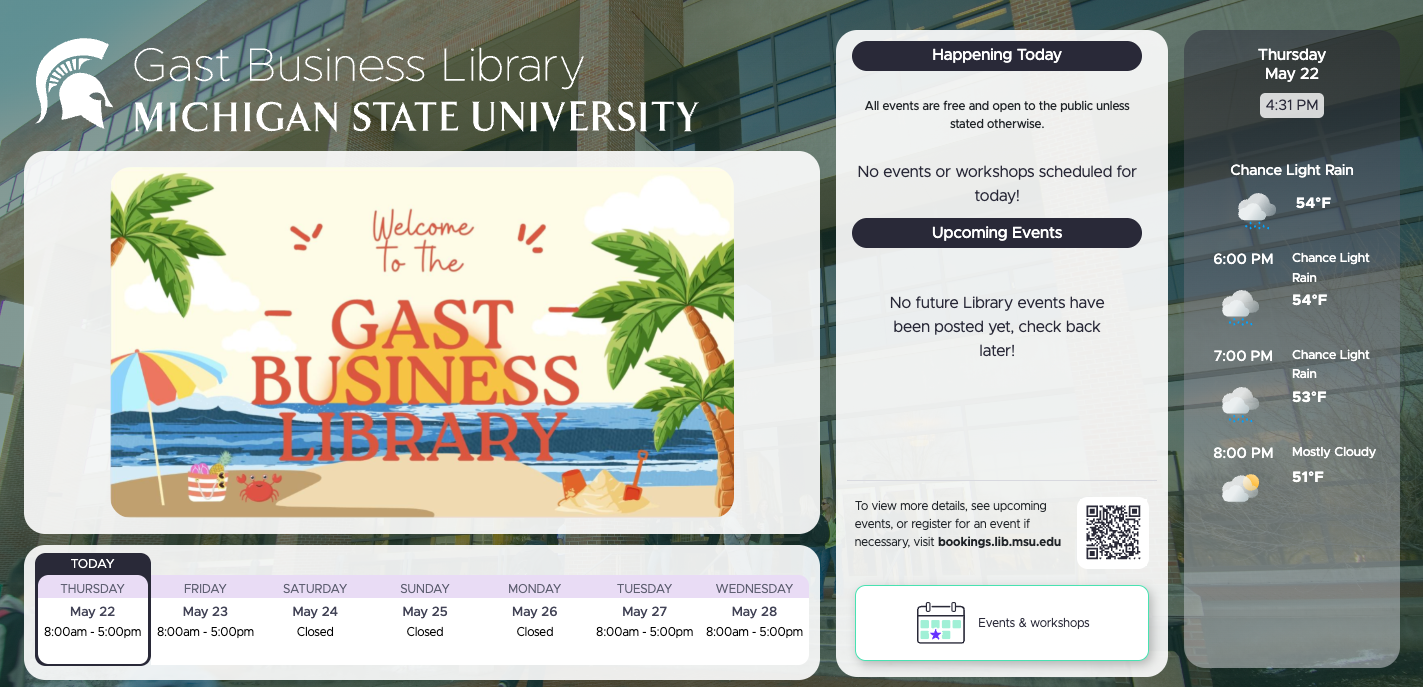 Gast Business Library
MICHIGAN STATE UNIVERSITY
Welcome
to the
GAST
BUSINESS
LIBRARY
TODAY
THURSDAY
May 22
8:00am - 5:00pm
FRIDAY
May 23
8:00am - 5:00pm
SATURDAY
May 24
Closed
SUNDAY
May 25
Closed
MONDAY
May 26
Closed
TUESDAY
May 27
8:00am - 5:00pm
WEDNESDAY
May 28
8:00am - 5:00pm
Happening Today
All events are free and open to the public unless
stated otherwise.
No events or workshops scheduled for
today!
Upcoming Events
No future Library events have
been posted yet, check back
later!
To view more details, see upcoming
events, or register for an event if
necessary, visit bookings.lib.msu.edu
Events & workshops
Thursday
May 22
4:31 PM
Chance Light Rain
54°F
6:00 PM
Chance Light
Rain
54°F
7:00 PM
Chance Light
Rain
53°F
8:00 PM
Mostly Cloudy
51°F